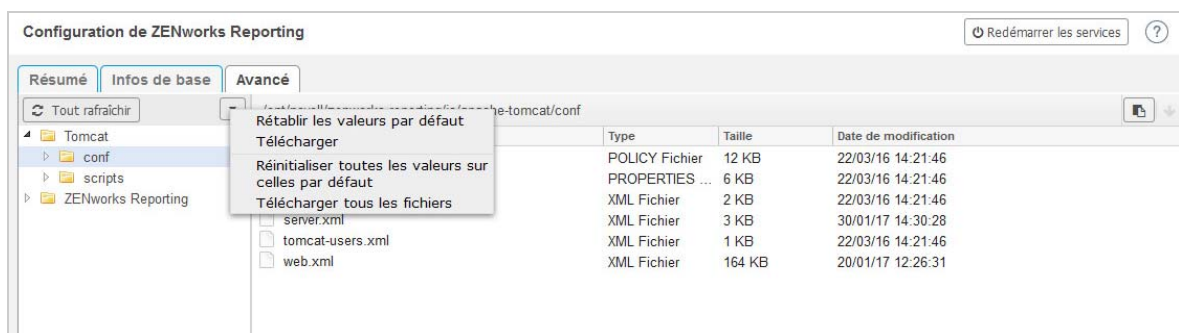 Configuration de ZENworks Reporting
Redémarrer les services
?
Résumé Infos de base Avancé
Tout rafraîchir
he-tomcat/conf
Rétablir les valeurs par défaut
Télécharger
Réinitialiser toutes les valeurs sur
celles par défaut
Télécharger tous les fichiers
Tomcat
conf
scripts
ZENworks Reporting
Type Taille Date de modification
POLICY Fichier 12 KB 22/03/16 14:21:46
PROPERTIES ... 6 KB 22/03/16 14:21:46
XML Fichier 2 KB 22/03/16 14:21:46
server.xml XML Fichier 3 KB 30/01/17 14:30:28
tomcat-users.xml XML Fichier 1 KB 22/03/16 14:21:46
web.xml XML Fichier 164 KB 20/01/17 12:26:31